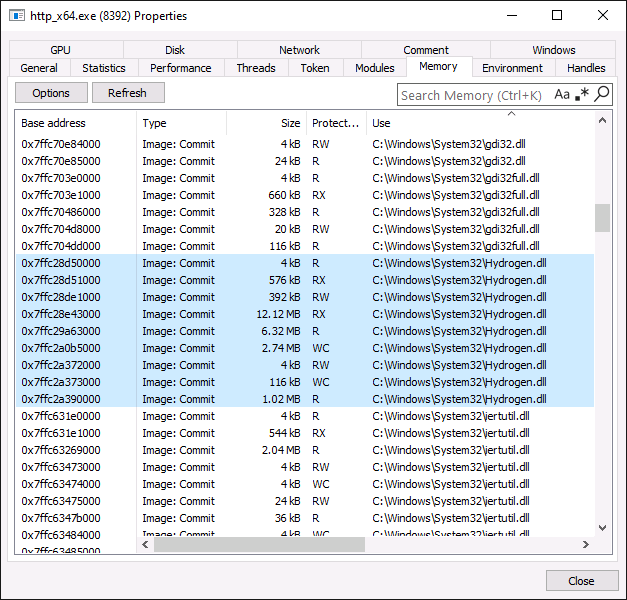 http_x64.exe (8392) Properties
GPU Disk Network Comment Windows
General Statistics Performance Threads Token Modules Memory Environment Handles
Options Refresh Search Memory (Ctrl+K) Aa .*
Base address Type Size Protect... Use
0x7ffc70e84000 Image: Commit 4 kB RW C:\Windows\System32\gdi32.dll
0x7ffc70e85000 Image: Commit 24 kB R C:\Windows\System32\gdi32.dll
0x7ffc703e0000 Image: Commit 4 kB R C:\Windows\System32\gdi32full.dll
0x7ffc703e1000 Image: Commit 660 kB RX C:\Windows\System32\gdi32full.dll
0x7ffc70486000 Image: Commit 328 kB R C:\Windows\System32\gdi32full.dll
0x7ffc704d8000 Image: Commit 20 kB RW C:\Windows\System32\gdi32full.dll
0x7ffc704dd000 Image: Commit 116 kB R C:\Windows\System32\gdi32full.dll
0x7ffc28d50000 Image: Commit 4 kB R C:\Windows\System32\Hydrogen.dll
0x7ffc28d51000 Image: Commit 576 kB RX C:\Windows\System32\Hydrogen.dll
0x7ffc28de1000 Image: Commit 392 kB RW C:\Windows\System32\Hydrogen.dll
0x7ffc28e43000 Image: Commit 12.12 MB RX C:\Windows\System32\Hydrogen.dll
0x7ffc29a63000 Image: Commit 6.32 MB R C:\Windows\System32\Hydrogen.dll
0x7ffc2a0b5000 Image: Commit 2.74 MB WC C:\Windows\System32\Hydrogen.dll
0x7ffc2a372000 Image: Commit 4 kB RW C:\Windows\System32\Hydrogen.dll
0x7ffc2a373000 Image: Commit 116 kB WC C:\Windows\System32\Hydrogen.dll
0x7ffc2a390000 Image: Commit 1.02 MB R C:\Windows\System32\Hydrogen.dll
0x7ffc631e0000 Image: Commit 4 kB R C:\Windows\System32\iertutil.dll
0x7ffc631e1000 Image: Commit 544 kB RX C:\Windows\System32\iertutil.dll
0x7ffc63269000 Image: Commit 2.04 MB R C:\Windows\System32\iertutil.dll
0x7ffc63473000 Image: Commit 4 kB RW C:\Windows\System32\iertutil.dll
0x7ffc63474000 Image: Commit 4 kB WC C:\Windows\System32\iertutil.dll
0x7ffc63475000 Image: Commit 24 kB RW C:\Windows\System32\iertutil.dll
0x7ffc6347b000 Image: Commit 36 kB R C:\Windows\System32\iertutil.dll
0x7ffc63484000 Image: Commit 4 kB WC C:\Windows\System32\iertutil.dll
0x7ffc63485000
Close